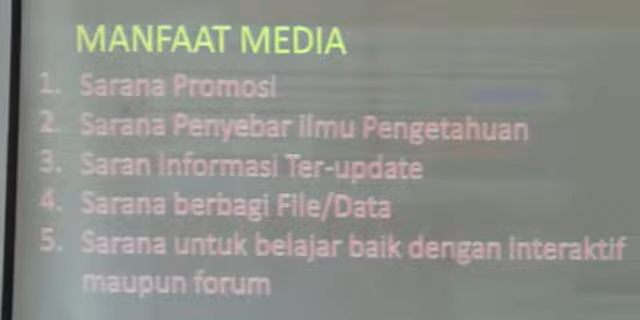 MANFAAT MEDIA
1. Sarana Promosi
2. Sarana Penyebar ilmu Pengetahuan
3. Saran Informasi Ter-update
4. Sarana berbagi File/Data
5. Sarana untuk belajar baik dengan interaktif
maupun forum